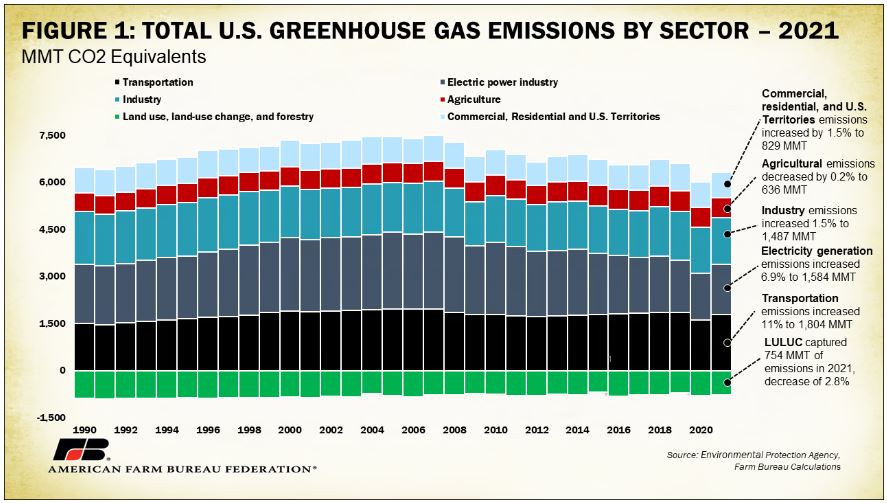 FIGURE 1: TOTAL U.S. GREENHOUSE GAS EMISSIONS BY SECTOR – 2021
MMT CO2 Equivalents
Transportation
Electric power industry
Industry
Agriculture
Land use, land-use change, and forestry
Commercial, Residential and U.S. Territories
7,500
6,000
4,500
3,000
1,500
0
-1,500
1990 1992 1994 1996 1998 2000 2002 2004 2006 2008 2010 2012 2014 2016 2018 2020
Commercial,
residential, and U.S.
Territories emissions
increased by 1.5% to
829 MMT
Agricultural emissions
decreased by 0.2% to
636 MMT
Industry emissions
increased 1.5% to
1,487 MMT
Electricity generation
emissions increased
6.9% to 1,584 MMT
Transportation
emissions increased
11% to 1,804 MMT
LULUC captured
754 MMT of
emissions in 2021,
decrease of 2.8%
AMERICAN FARM BUREAU FEDERATION®
Source: Environmental Protection Agency,
Farm Bureau Calculations